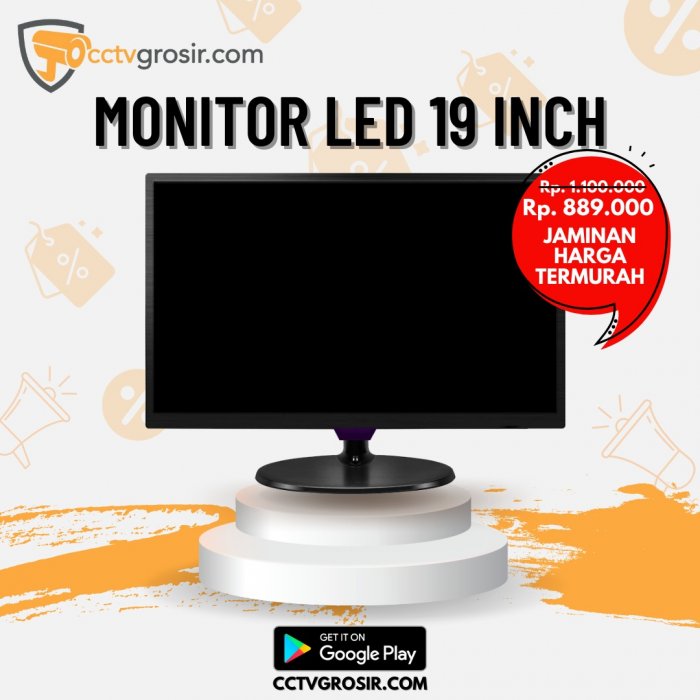 cctvgrosir.com
MONITOR LED 19 INCH
Rp. 1.100.000
Rp. 889.000
JAMINAN
HARGA
TERMURAH
GET IT ON
Google Play
CCTVGROSIR.COM